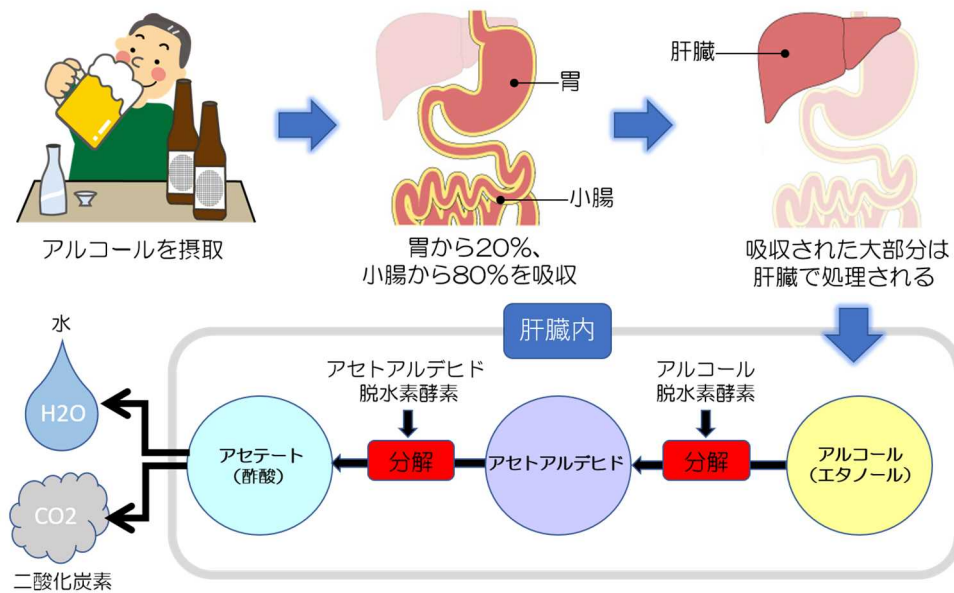 アルコールを摂取
胃
小腸
胃から20%、
小腸から80%を吸収
肝臓
吸収された大部分は
肝臓で処理される
肝臓内
アルコール
(エタノール)
アルコール
脱水素酵素
分解
アセトアルデヒド
アセトアルデヒド
脱水素酵素
分解
アセテート
(酢酸)
水
H2O
CO2
二酸化炭素